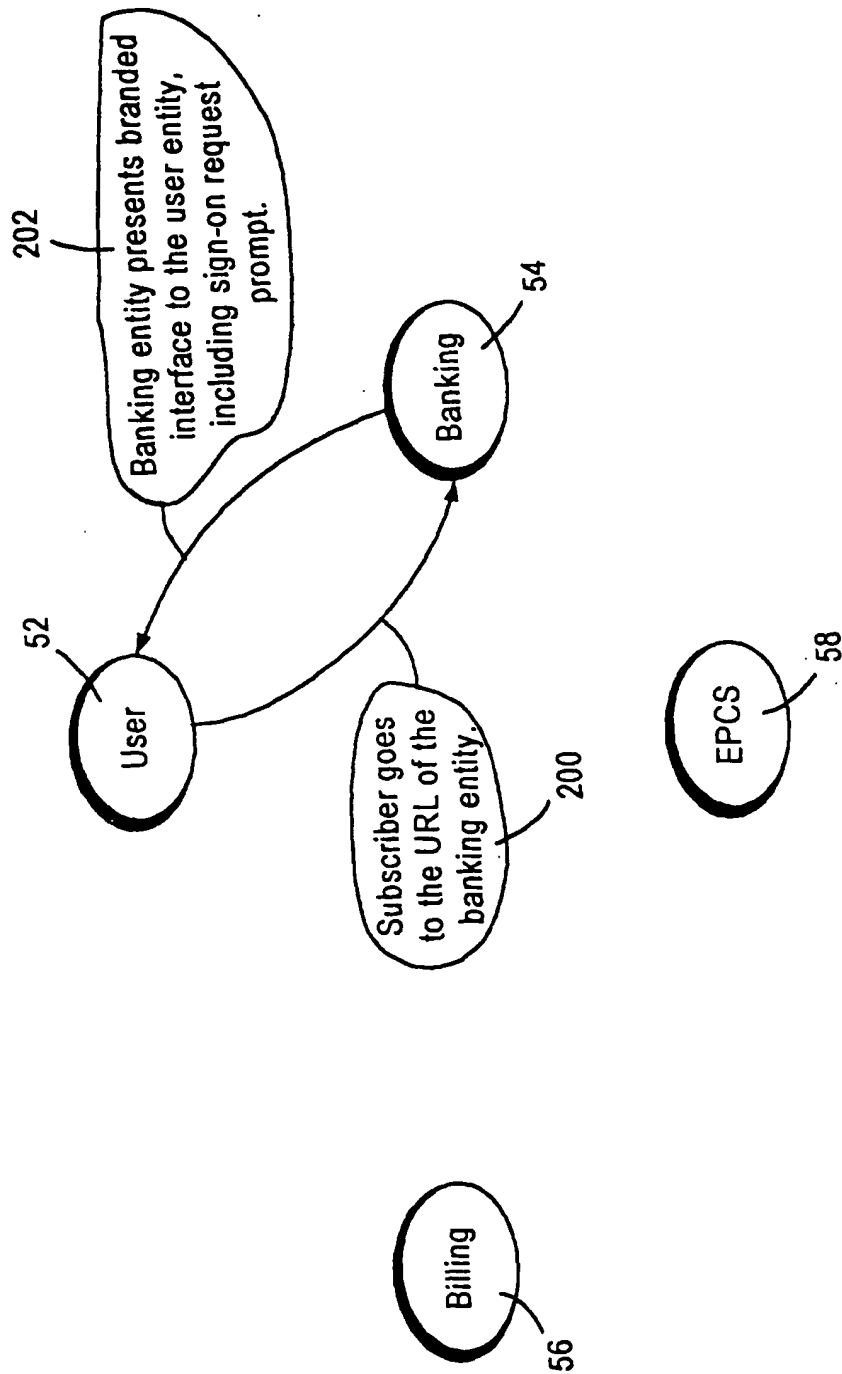 202
Banking entity presents branded
interface to the user entity,
including sign-on request
prompt.
52
User
Banking
54
Subscriber goes
to the URL of the
banking entity.
200
Billing
56
EPCS
58